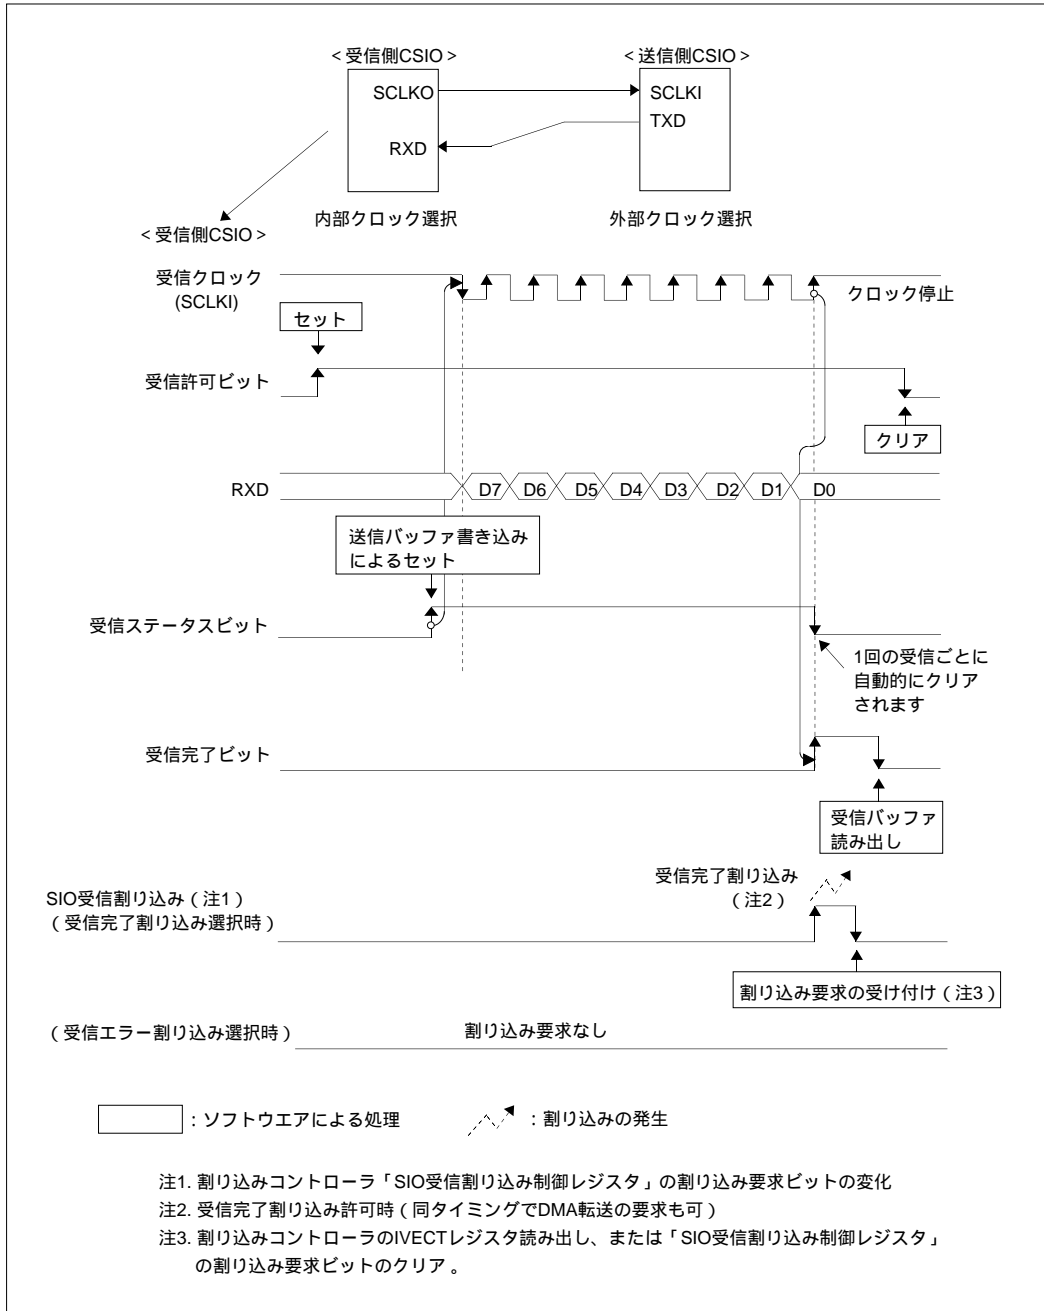 ＜受信側CSIO＞
＜送信側CSIO＞
SCLKO
SCLKI
TXD
RXD
内部クロック選択
外部クロック選択
＜受信側CSIO＞
受信クロック
(SCLKI)
クロック停止
セット
受信許可ビット
クリア
RXD
D7
D6
D5
D4
D3
D2
D1
D0
送信バッファ書き込み
によるセット
受信ステータスビット
1回の受信ごとに
自動的にクリア
されます
受信完了ビット
受信バッファ
読み出し
受信完了割り込み
（注2）
SIO受信割り込み（注1）
（受信完了割り込み選択時）
割り込み要求の受け付け（注3）
（受信エラー割り込み選択時）
割り込み要求なし
：ソフトウエアによる処理
：割り込みの発生
注1. 割り込みコントローラ「SIO受信割り込み制御レジスタ」の割り込み要求ビットの変化
注2. 受信完了割り込み許可時（同タイミングでDMA転送の要求も可）
注3. 割り込みコントローラのIVECTレジスタ読み出し、または「SIO受信割り込み制御レジスタ」
の割り込み要求ビットのクリア。